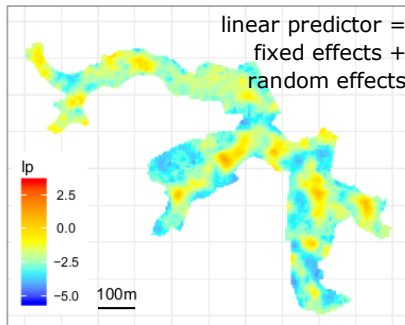 linear predictor =
fixed effects +
random effects
lp
2.5
0.0
−2.5
−5.0
100m